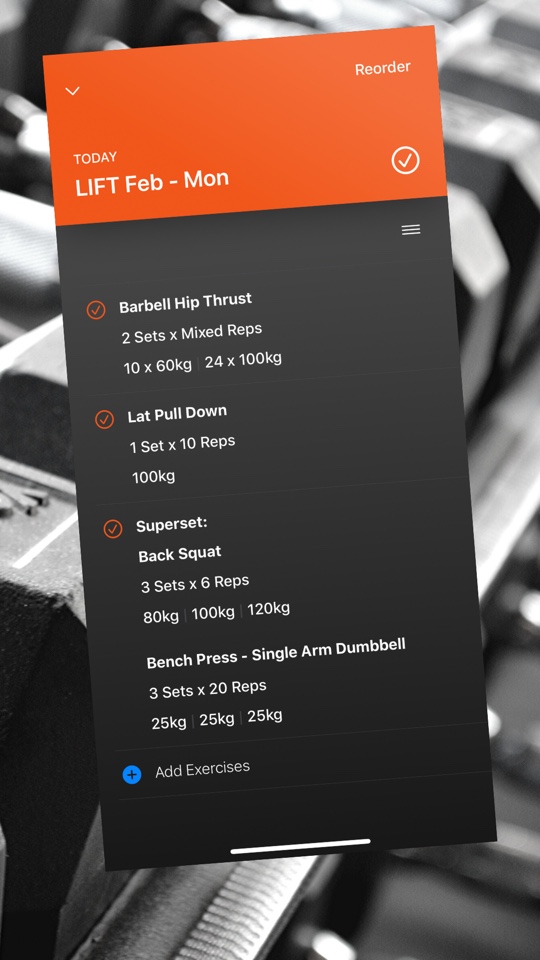 Reorder
TODAY
LIFT Feb - Mon
Barbell Hip Thrust
2 Sets x Mixed Reps
10 x 60kg | 24 x 100kg
Lat Pull Down
1 Set x 10 Reps
100kg
Superset:
Back Squat
3 Sets x 6 Reps
80kg | 100kg | 120kg
Bench Press - Single Arm Dumbbell
3 Sets x 20 Reps
25kg | 25kg | 25kg
Add Exercises